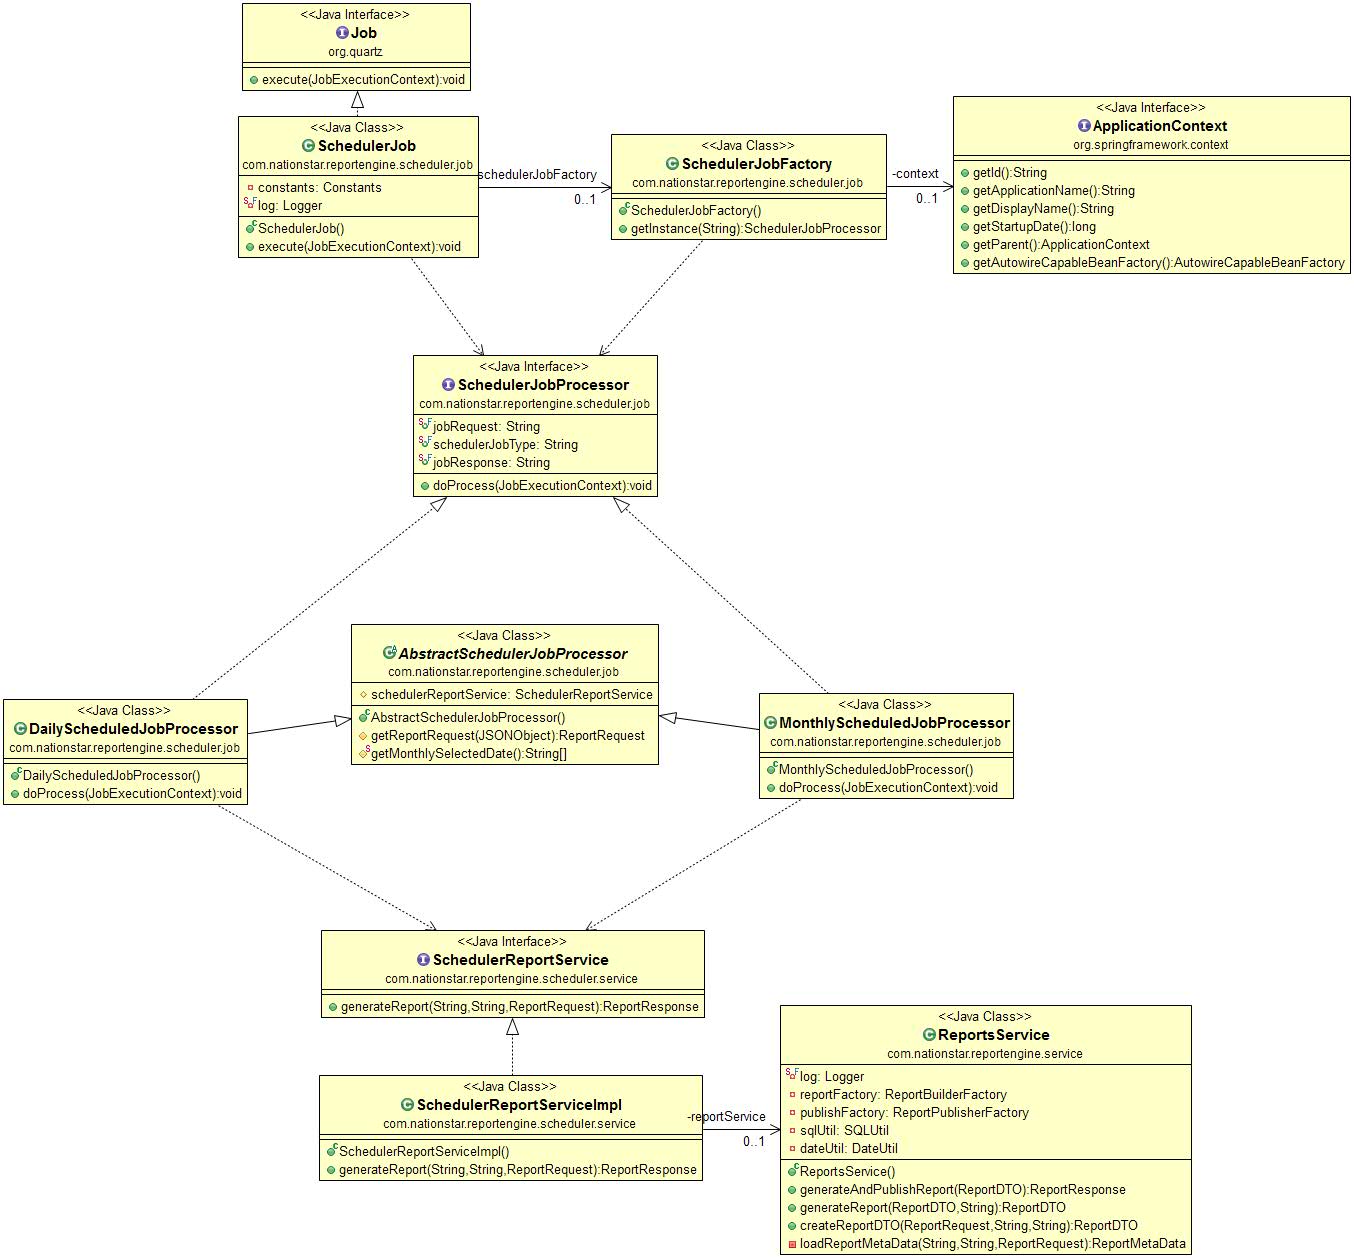 <<Java Interface>>
Job
org.quartz
execute(JobExecutionContext):void
<<Java Class>>
SchedulerJob
com.nationstar.reportengine.scheduler.job
constants: Constants
log: Logger
SchedulerJob()
execute(JobExecutionContext):void
schedulerJobFactory
0..1
<<Java Class>>
SchedulerJobFactory
com.nationstar.reportengine.scheduler.job
SchedulerJobFactory()
getInstance(String):SchedulerJobProcessor
-context
0..1
<<Java Interface>>
ApplicationContext
org.springframework.context
getId():String
getApplicationName():String
getDisplayName():String
getStartupDate():long
getParent():ApplicationContext
getAutowireCapableBeanFactory():AutowireCapableBeanFactory
<<Java Interface>>
SchedulerJobProcessor
com.nationstar.reportengine.scheduler.job
jobRequest: String
schedulerJobType: String
jobResponse: String
doProcess(JobExecutionContext):void
<<Java Class>>
AbstractSchedulerJobProcessor
com.nationstar.reportengine.scheduler.job
schedulerReportService: SchedulerReportService
AbstractSchedulerJobProcessor()
getReportRequest(JSONObject):ReportRequest
getMonthlySelectedDate():String[]
<<Java Class>>
DailyScheduledJobProcessor
com.nationstar.reportengine.scheduler.job
DailyScheduledJobProcessor()
doProcess(JobExecutionContext):void
<<Java Class>>
MonthlyScheduledJobProcessor
com.nationstar.reportengine.scheduler.job
MonthlyScheduledJobProcessor()
doProcess(JobExecutionContext):void
<<Java Interface>>
SchedulerReportService
com.nationstar.reportengine.scheduler.service
generateReport(String,String,ReportRequest):ReportResponse
<<Java Class>>
SchedulerReportServiceImpl
com.nationstar.reportengine.scheduler.service
SchedulerReportServiceImpl()
generateReport(String,String,ReportRequest):ReportResponse
-reportService
0..1
<<Java Class>>
ReportsService
com.nationstar.reportengine.service
log: Logger
reportFactory: ReportBuilderFactory
publishFactory: ReportPublisherFactory
sqlUtil: SQLUtil
dateUtil: DateUtil
ReportsService()
generateAndPublishReport(ReportDTO):ReportResponse
generateReport(ReportDTO,String):ReportDTO
createReportDTO(ReportRequest,String,String):ReportDTO
loadReportMetaData(String,String,ReportRequest):ReportMetaData